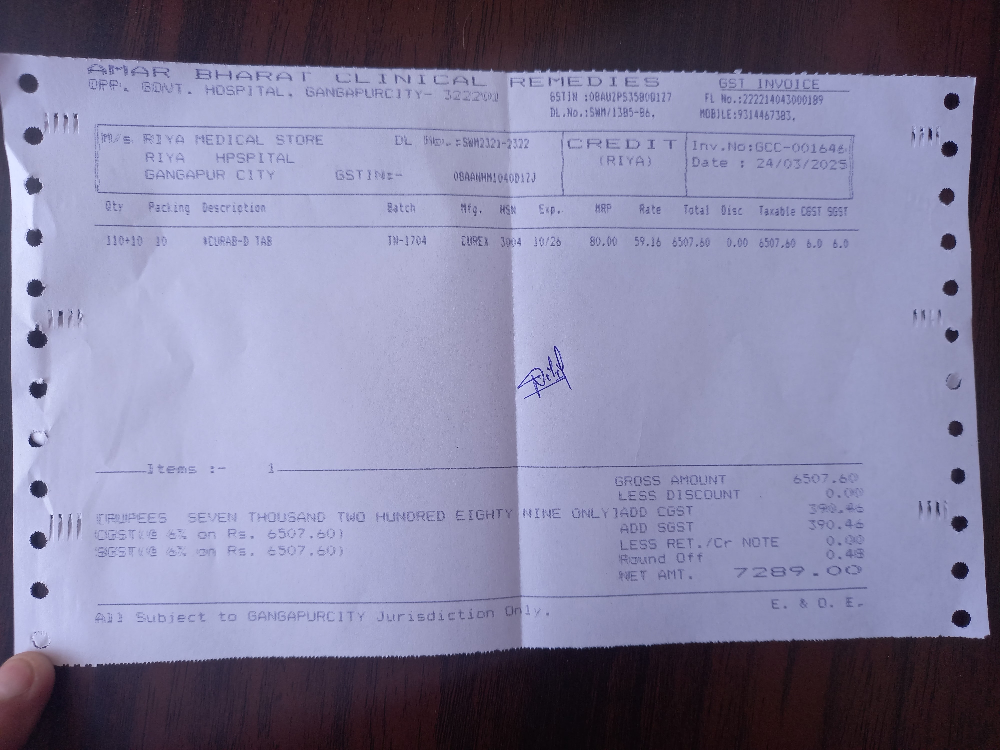 AMAR BHARAT CLINICAL REMEDIES GST INVOICE
OPP. GOVT. HOSPITAL, GANGAPURCITY- 322201 GSTIN :08AUZPS3580Q1Z7 FL No.:222214043000189
DL.No.:SWM/1385-86. MOBILE:9314467383.
M/s RIYA MEDICAL STORE DL No.:SWM2321-2322 CREDIT Inv.No:GCC-001646
RIYA HPSPITAL (RIYA) Date : 24/03/2025
GANGAPUR CITY GSTIN:- 08AANHM1040D1ZJ
Qty Packing Description Batch Mfg. HSN Exp. MRP Rate Total Disc Taxable CGST SGST
110+10 10 *CURAB-D TAB TN-1704 CUREX 3004 10/26 80.00 59.16 6507.60 0.00 6507.60 6.0 6.0
Items :- 1
GROSS AMOUNT 6507.60
LESS DISCOUNT 0.00
[RUPEES SEVEN THOUSAND TWO HUNDRED EIGHTY NINE ONLY]ADD CGST 390.46
CGST(@ 6% on Rs. 6507.60) ADD SGST 390.46
SGST(@ 6% on Rs. 6507.60) LESS RET./Cr NOTE 0.00
Round Off 0.48
NET AMT. 7289.00
All Subject to GANGAPURCITY Jurisdiction Only. E. & O. E.